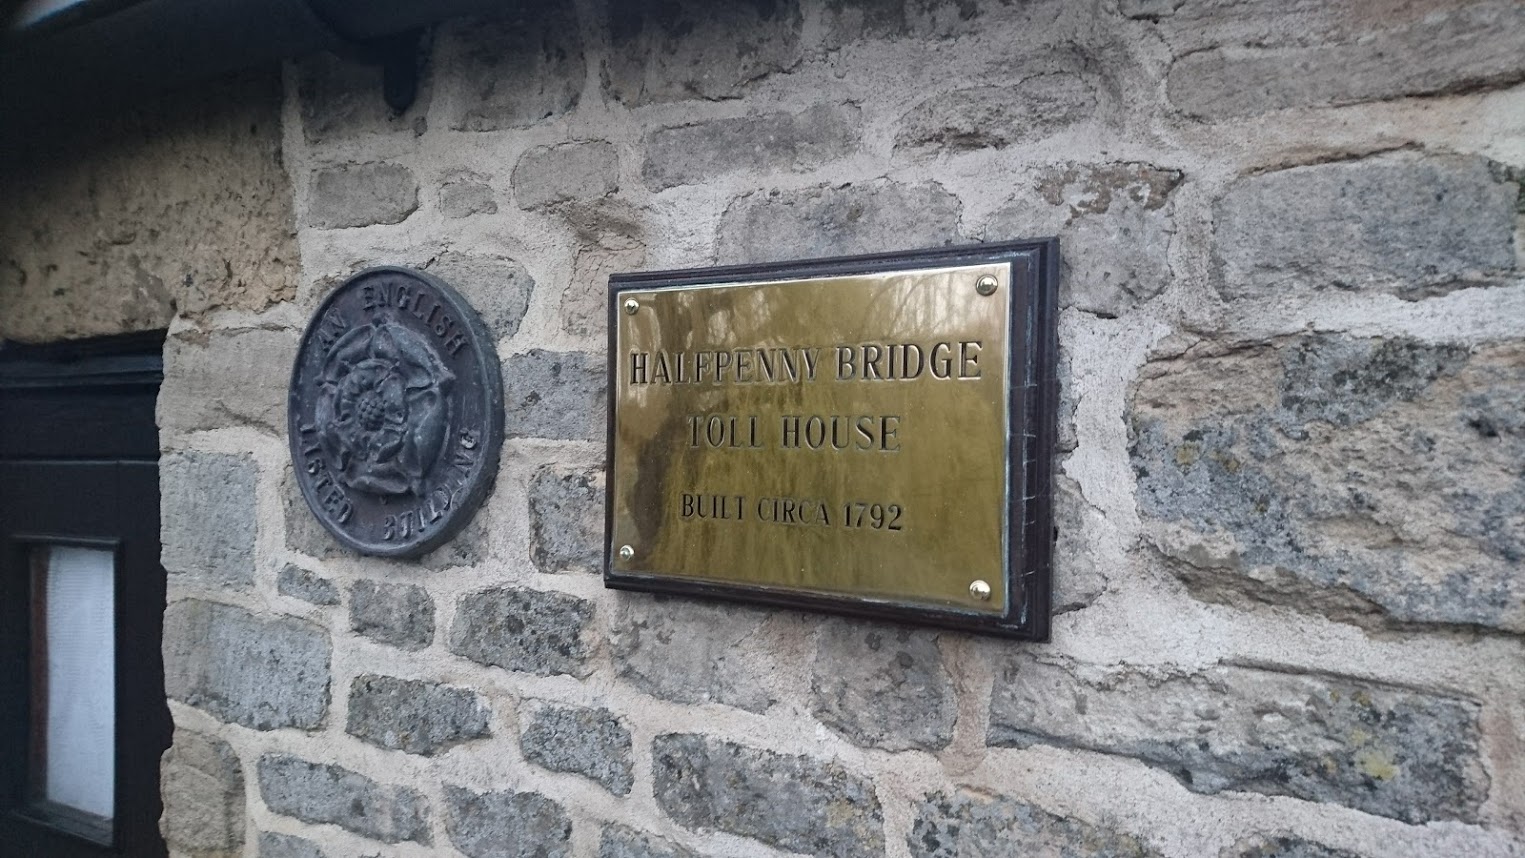 AN ENGLISH
LISTED BUILDING
HALFPENNY BRIDGE
TOLL HOUSE
BUILT CIRCA 1792